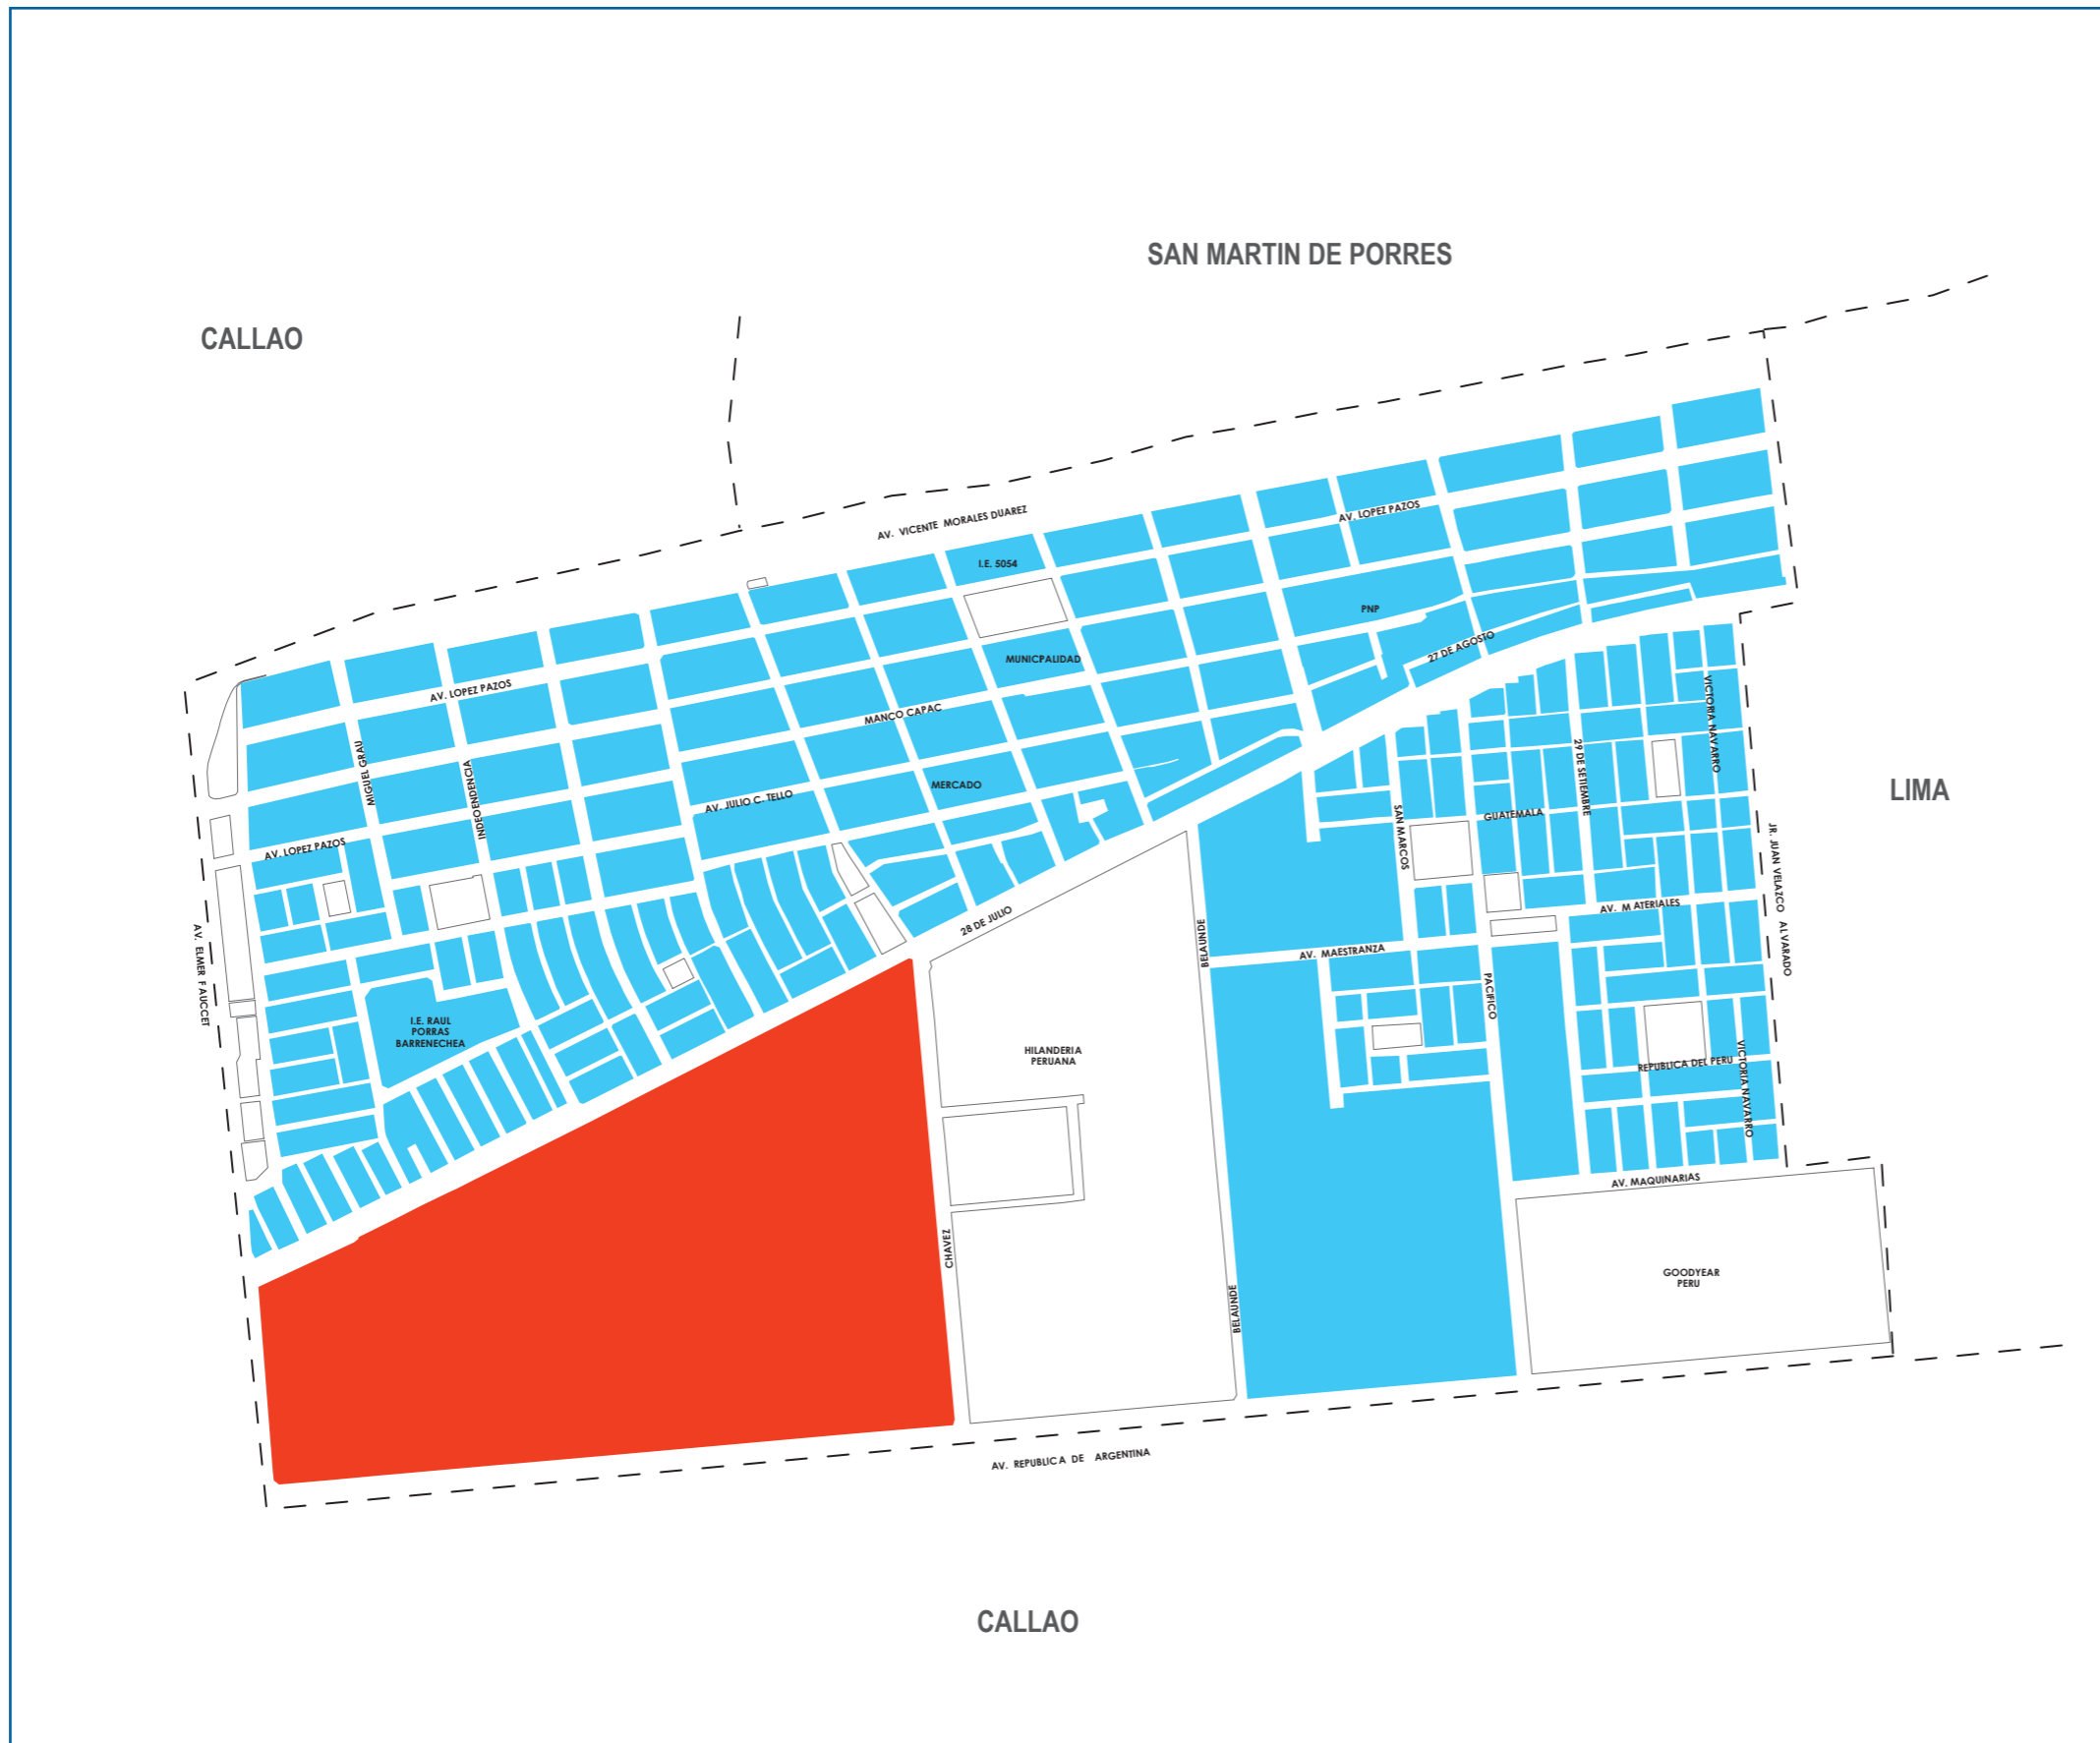 SAN MARTIN DE PORRES
CALLAO
AV. VICENTE MORALES DUAREZ
AV. LOPEZ PAZOS
I.E. 5054
PNP
27 DE AGOSTO
MUNICPALIDAD
AV. LOPEZ PAZOS
MANCO CAPAC
VICTORIA NAVARRO
MIGUEL GRAU
INDEOENDENCIA
29 DE SETIEMBRE
MERCADO
LIMA
AV. JULIO C. TELLO
SAN MARCOS
GUATEMALA
AV. LOPEZ PAZOS
JR. JUAN VELAZCO ALVARADO
AV. MATERIALES
28 DE JULIO
BELAUNDE
AV. MAESTRANZA
AV. ELMER FAUCCET
PACIFICO
I.E. RAUL
PORRAS
BARRENECHEA
HILANDERIA
PERUANA
REPUBLICA DEL PERU
VICTORIA NAVARRO
AV. MAQUINARIAS
CHAVEZ
GOODYEAR
PERU
BELAUNDE
AV. REPUBLICA DE ARGENTINA
CALLAO